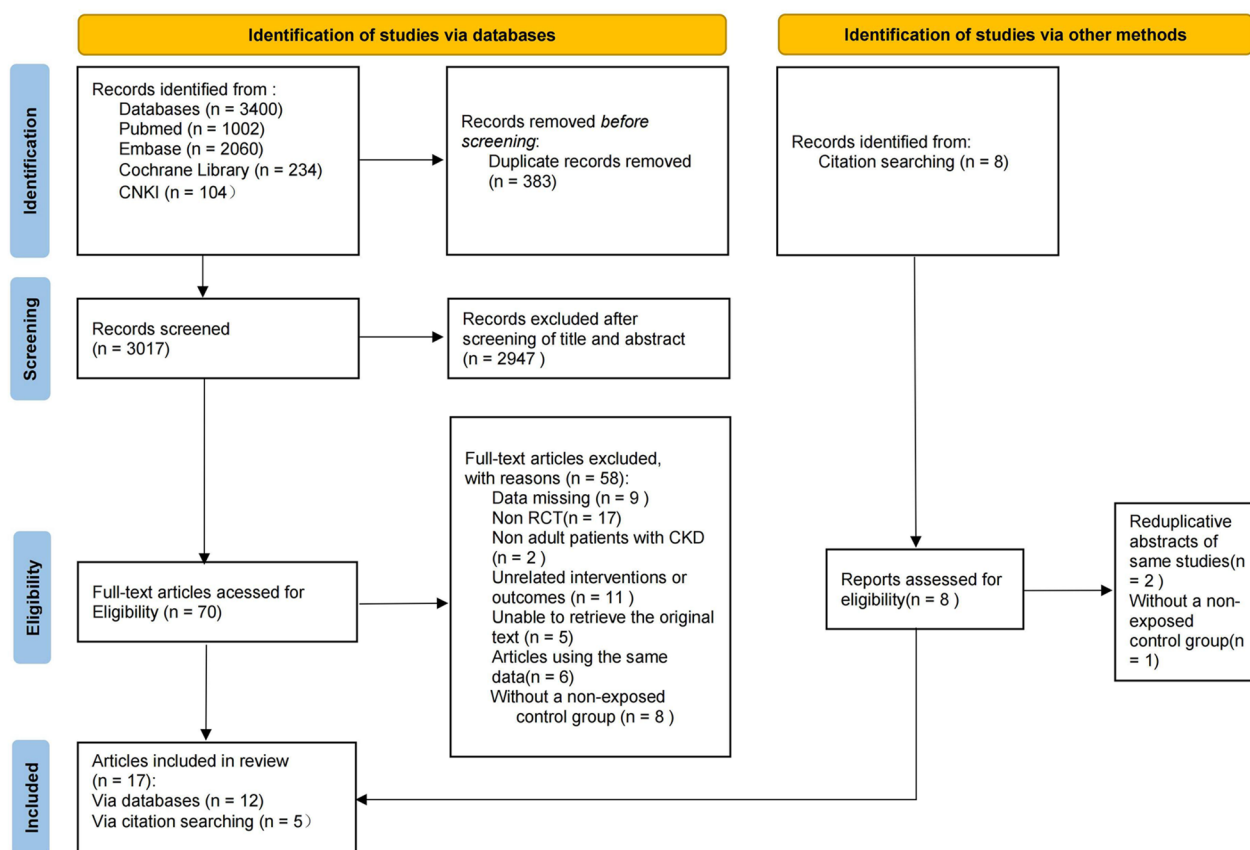 Identification of studies via databases
Identification of studies via other methods
Identification
Records identified from :
Databases (n = 3400)
Pubmed (n = 1002)
Embase (n = 2060)
Cochrane Library (n = 234)
CNKI (n = 104）
Records removed before
screening:
Duplicate records removed
(n = 383)
Records identified from:
Citation searching (n = 8)
Screening
Records screened
(n = 3017)
Records excluded after
screening of title and abstract
(n = 2947 )
Eligibility
Full-text articles acessed for
Eligibility (n = 70)
Full-text articles excluded,
with reasons (n = 58):
Data missing (n = 9 )
Non RCT(n = 17)
Non adult patients with CKD
(n = 2 )
Unrelated interventions or
outcomes (n = 11 )
Unable to retrieve the original
text (n = 5)
Articles using the same
data(n = 6)
Without a non-exposed
control group (n = 8 )
Reports assessed for
eligibility(n = 8 )
Reduplicative
abstracts of
same studies(n
= 2 )
Without a non-
exposed
control group(n
= 1)
Included
Articles included in review
(n = 17):
Via databases (n = 12)
Via citation searching (n = 5）